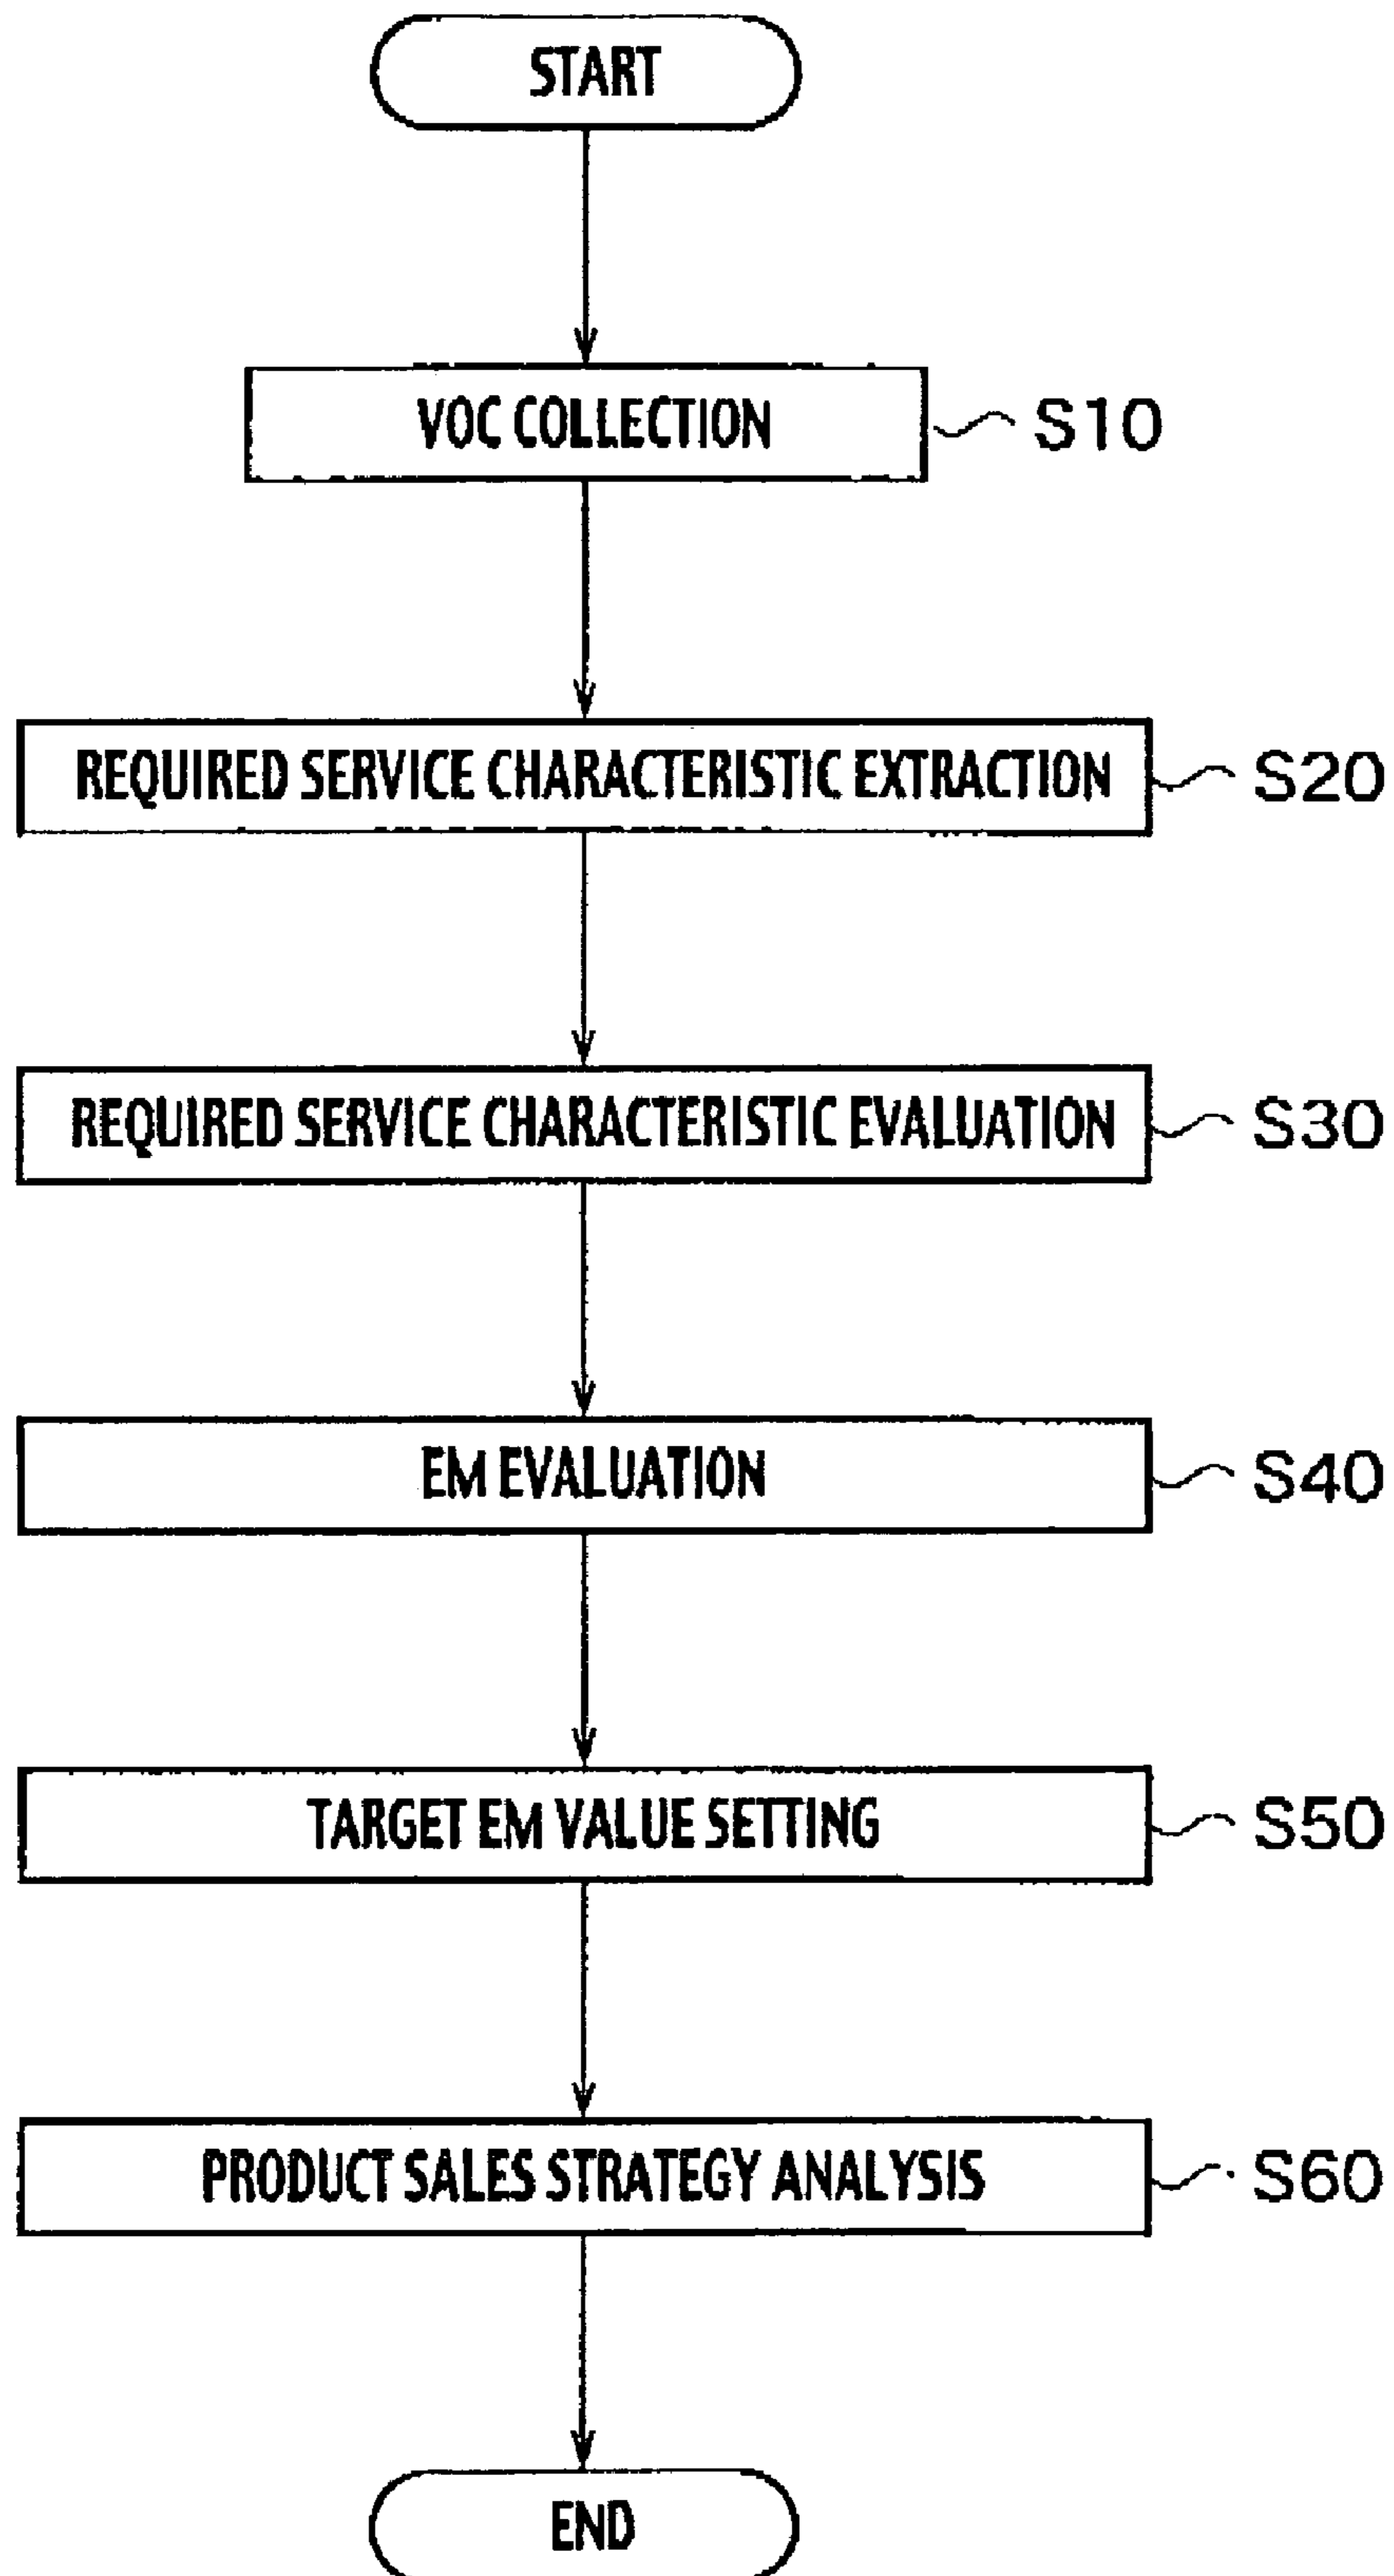 START
VOC COLLECTION S10
REQUIRED SERVICE CHARACTERISTIC EXTRACTION S20
REQUIRED SERVICE CHARACTERISTIC EVALUATION S30
EM EVALUATION S40
TARGET EM VALUE SETTING S50
PRODUCT SALES STRATEGY ANALYSIS S60
END